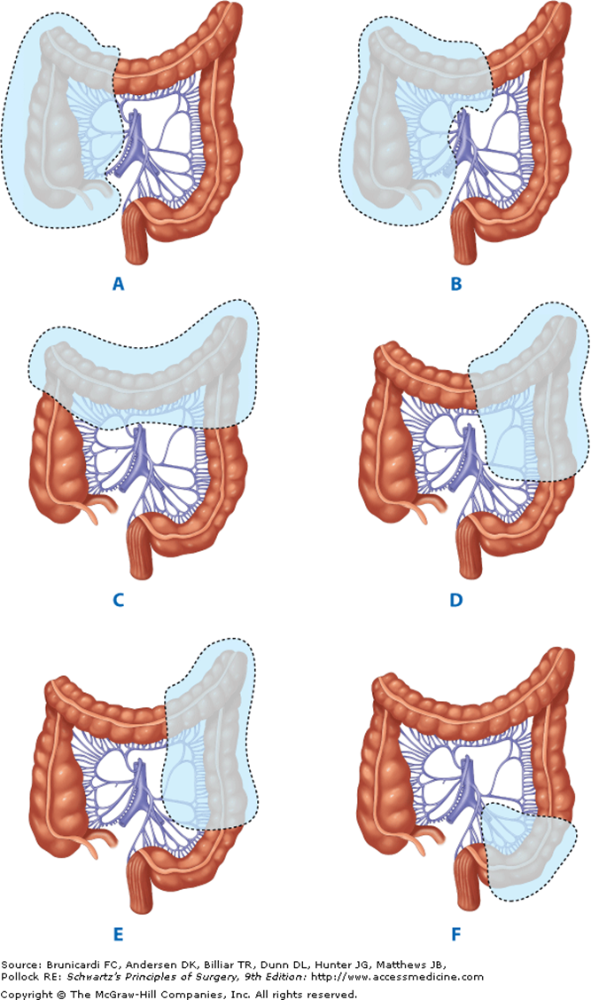 A
B
C
D
E
F
Source: Brunicardi FC, Andersen DK, Billiar TR, Dunn DL, Hunter JG, Matthews JB,
Pollock RE: Schwartz's Principles of Surgery, 9th Edition: http://www.accessmedicine.com
Copyright © The McGraw-Hill Companies, Inc. All rights reserved.